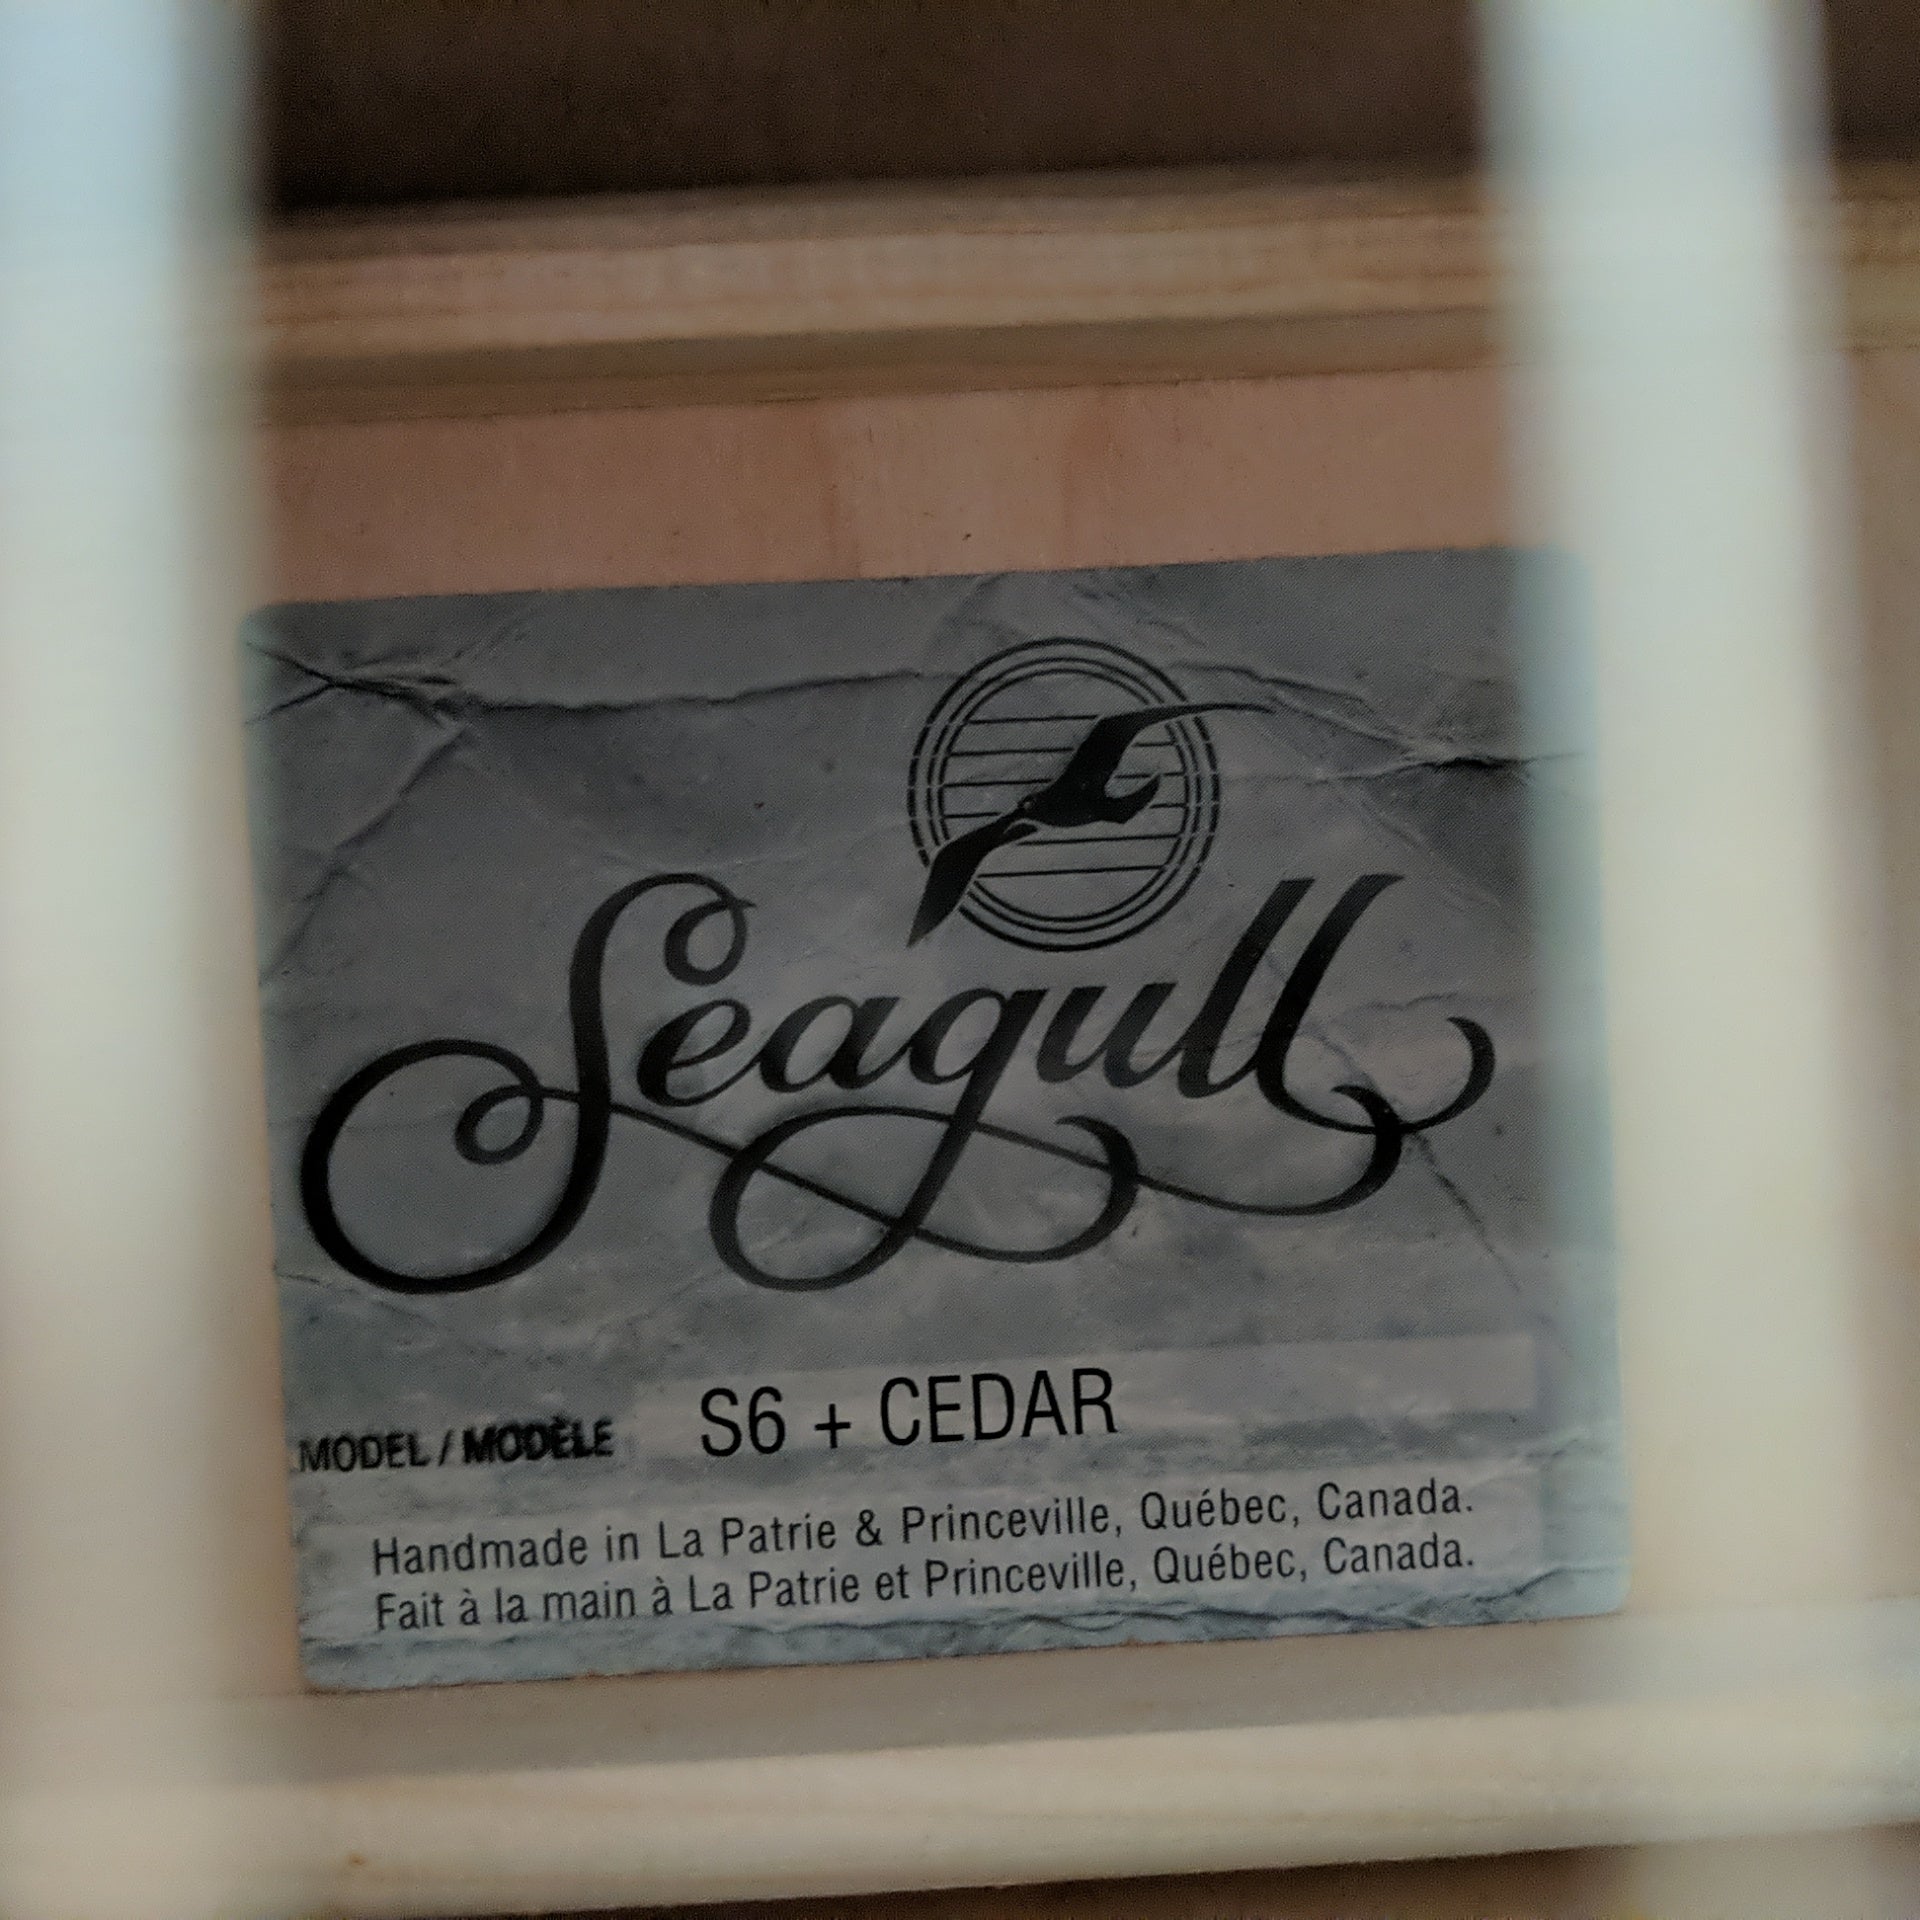 Seagull
MODEL / MODÈLE S6 + CEDAR
Handmade in La Patrie & Princeville, Québec, Canada.
Fait à la main à La Patrie et Princeville, Québec, Canada.